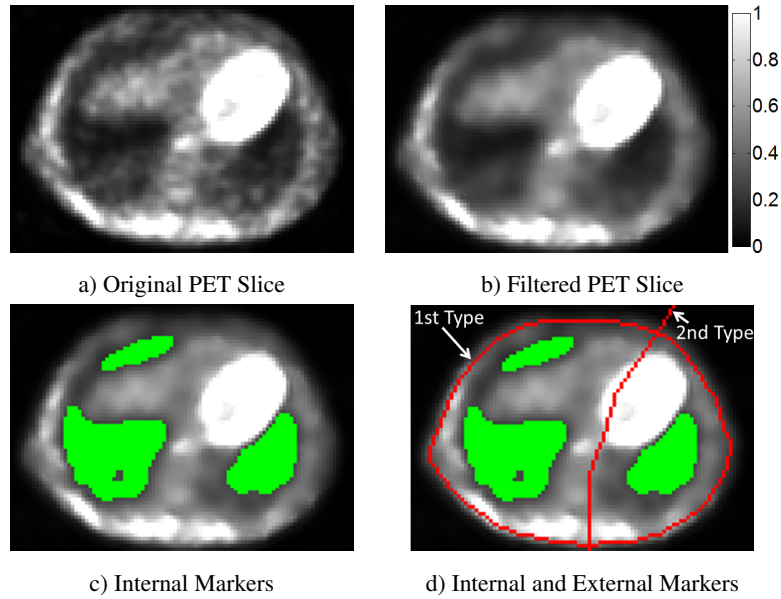 1
0.8
0.6
0.4
0.2
0
a) Original PET Slice
b) Filtered PET Slice
1st Type
2nd Type
c) Internal Markers
d) Internal and External Markers